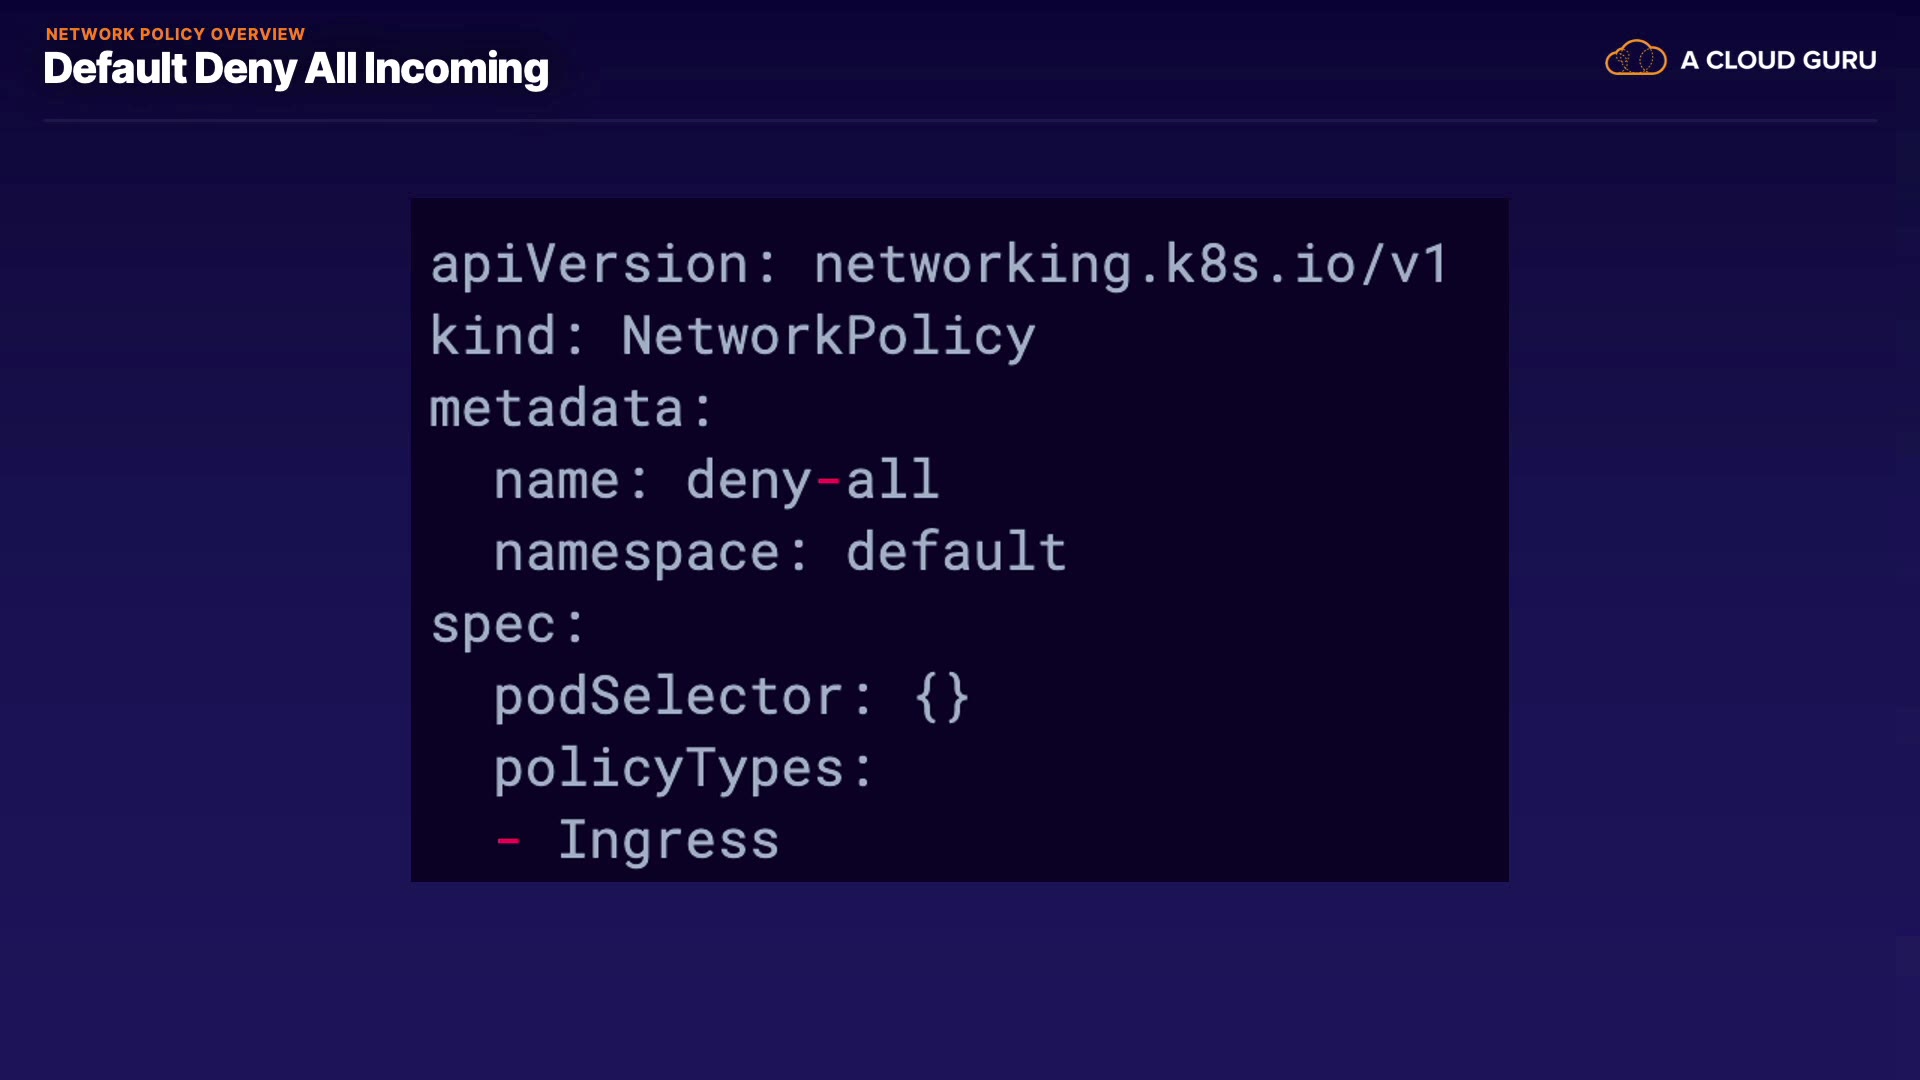 NETWORK POLICY OVERVIEW
Default Deny All Incoming
A CLOUD GURU
apiVersion: networking.k8s.io/v1
kind: NetworkPolicy
metadata:
  name: deny-all
  namespace: default
spec:
  podSelector: {}
  policyTypes:
  - Ingress